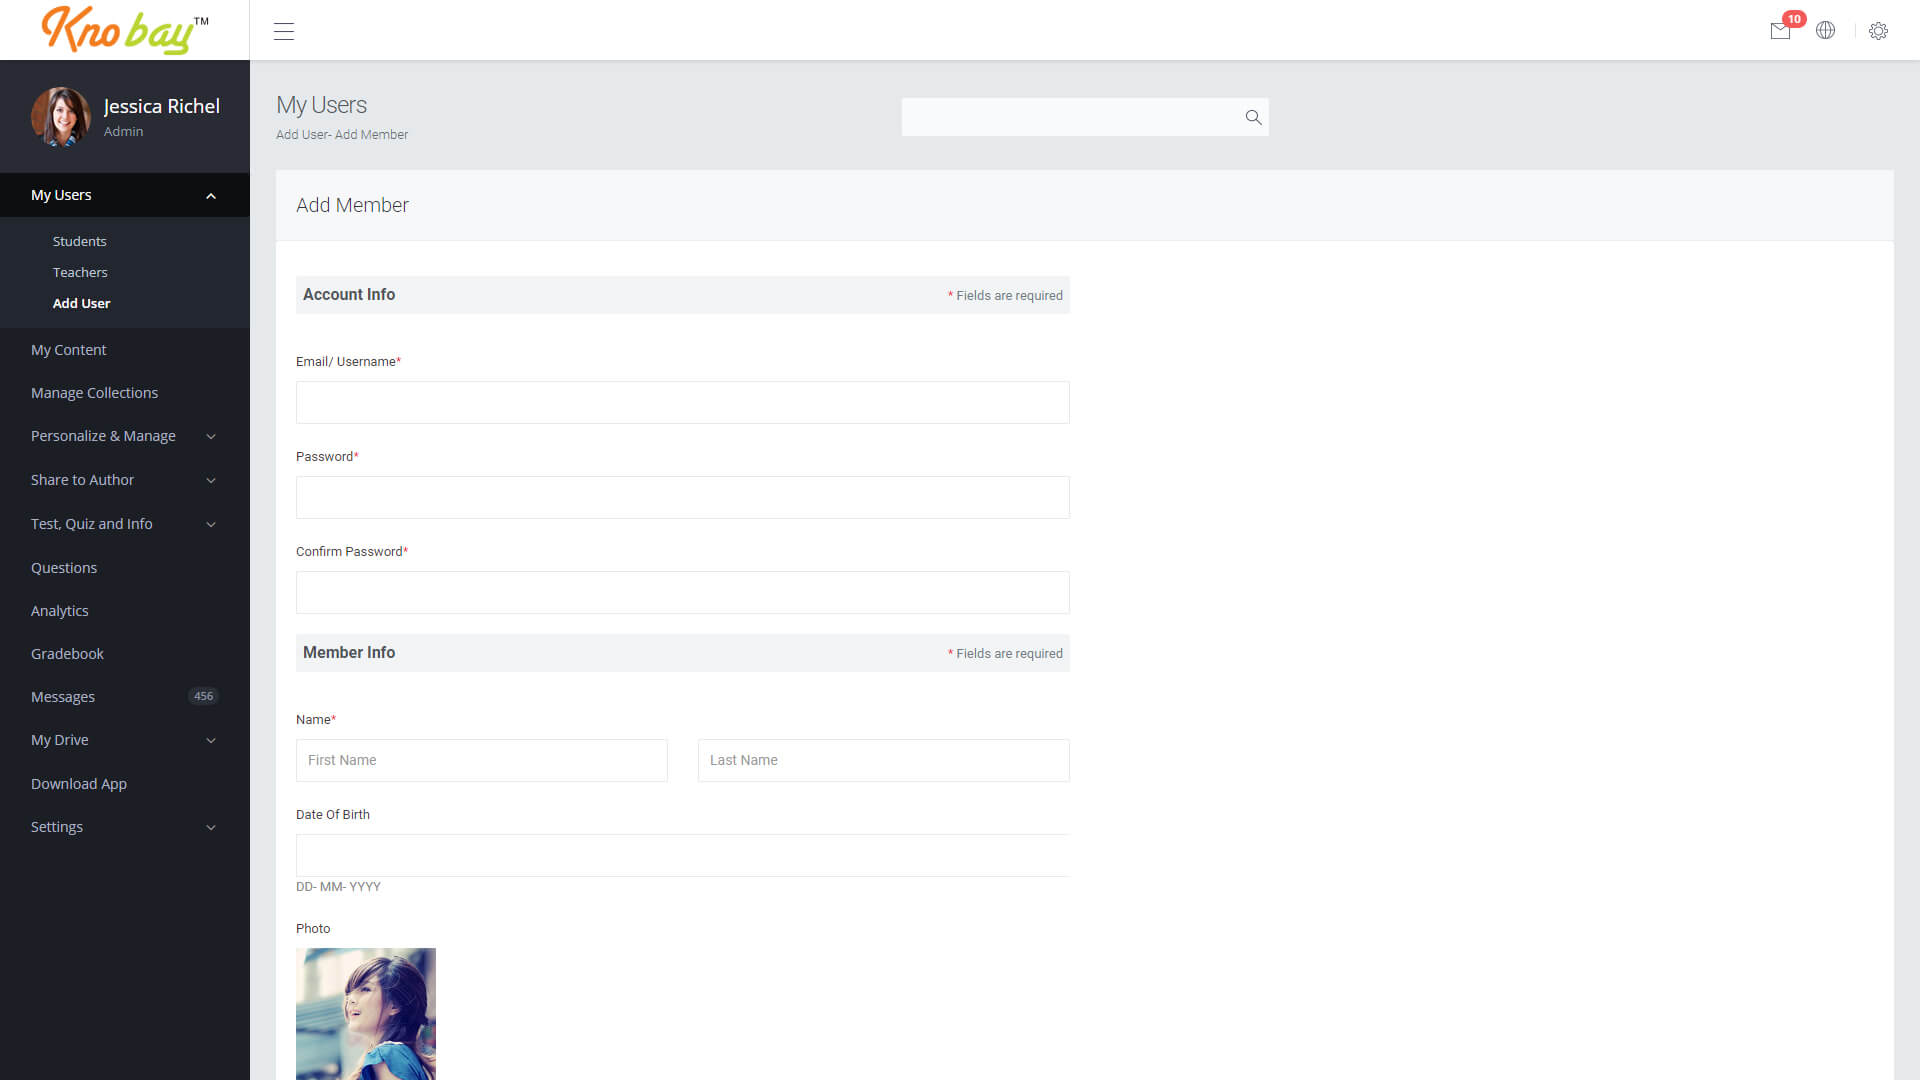 Kno bay™
10
Jessica Richel
Admin
My Users
Students
Teachers
Add User
My Content
Manage Collections
Personalize & Manage
Share to Author
Test, Quiz and Info
Questions
Analytics
Gradebook
Messages 456
My Drive
Download App
Settings
My Users
Add User- Add Member
Add Member
Account Info * Fields are required
Email/ Username*
Password*
Confirm Password*
Member Info * Fields are required
Name*
First Name Last Name
Date Of Birth
DD- MM- YYYY
Photo